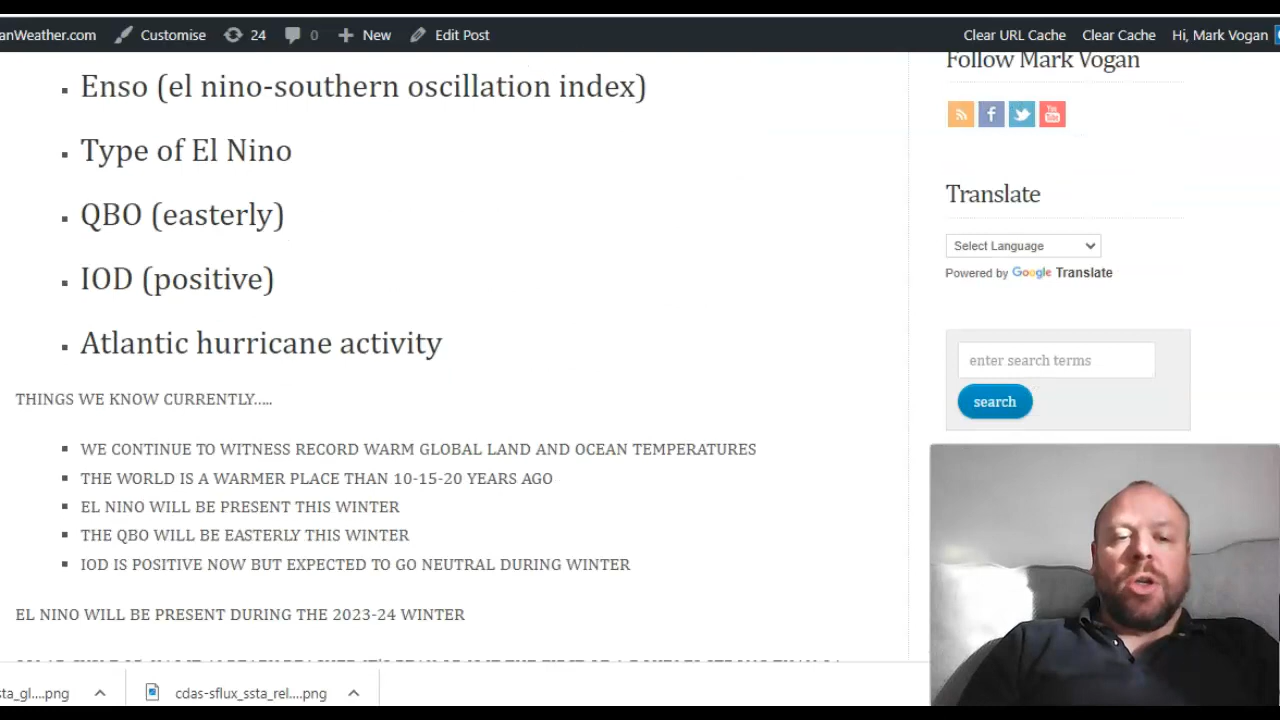 anWeather.com Customise 24 0 New Edit Post Clear URL Cache Clear Cache Hi, Mark Vogan
Enso (el nino-southern oscillation index)
Type of El Nino
QBO (easterly)
IOD (positive)
Atlantic hurricane activity
THINGS WE KNOW CURRENTLY.....
WE CONTINUE TO WITNESS RECORD WARM GLOBAL LAND AND OCEAN TEMPERATURES
THE WORLD IS A WARMER PLACE THAN 10-15-20 YEARS AGO
EL NINO WILL BE PRESENT THIS WINTER
THE QBO WILL BE EASTERLY THIS WINTER
IOD IS POSITIVE NOW BUT EXPECTED TO GO NEUTRAL DURING WINTER
EL NINO WILL BE PRESENT DURING THE 2023-24 WINTER
Follow Mark Vogan
You
Tube
Translate
Select Language
Powered by Google Translate
enter search terms
search
sta_gl....png cdas-sflux_ssta_rel....png